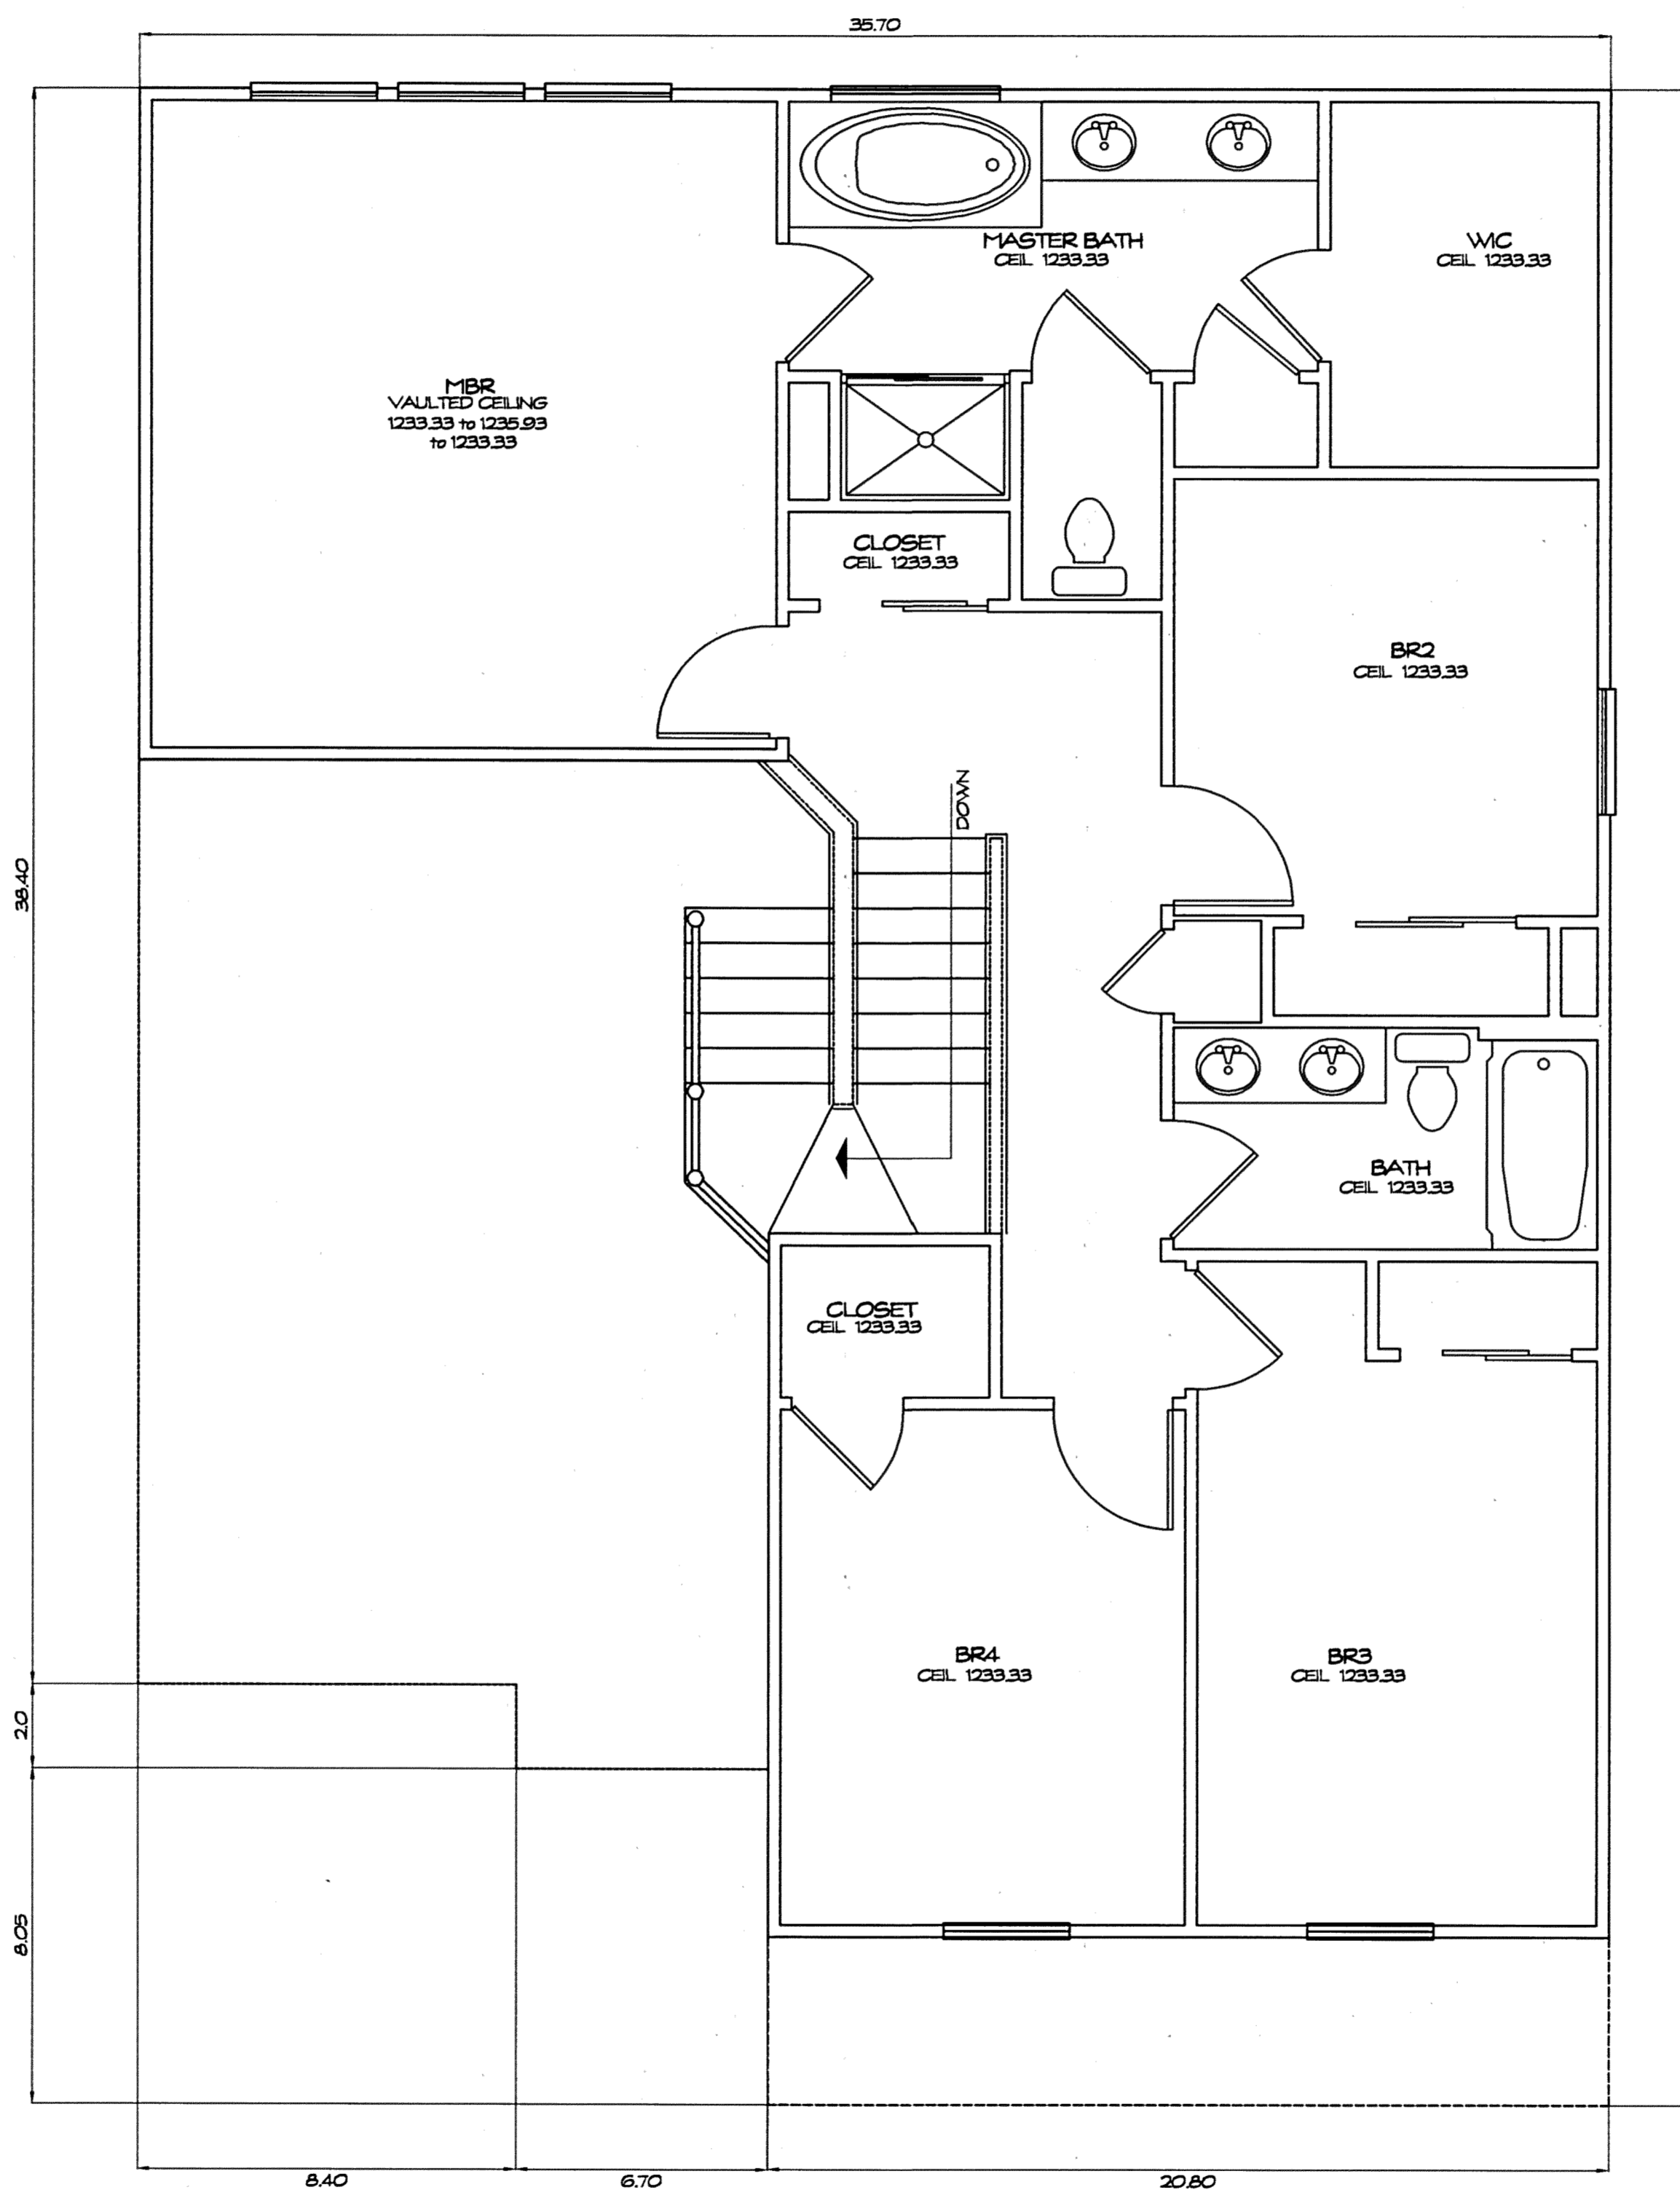 35.70
MASTER BATH
CEIL 1233.33
WIC
CEIL 1233.33
MBR
VAULTED CEILING
1233.33 to 1235.93
to 1233.33
CLOSET
CEIL 1233.33
BR2
CEIL 1233.33
DOWN
38.40
BATH
CEIL 1233.33
CLOSET
CEIL 1233.33
BR4
CEIL 1233.33
BR3
CEIL 1233.33
2.0
8.05
8.40
6.70
20.80